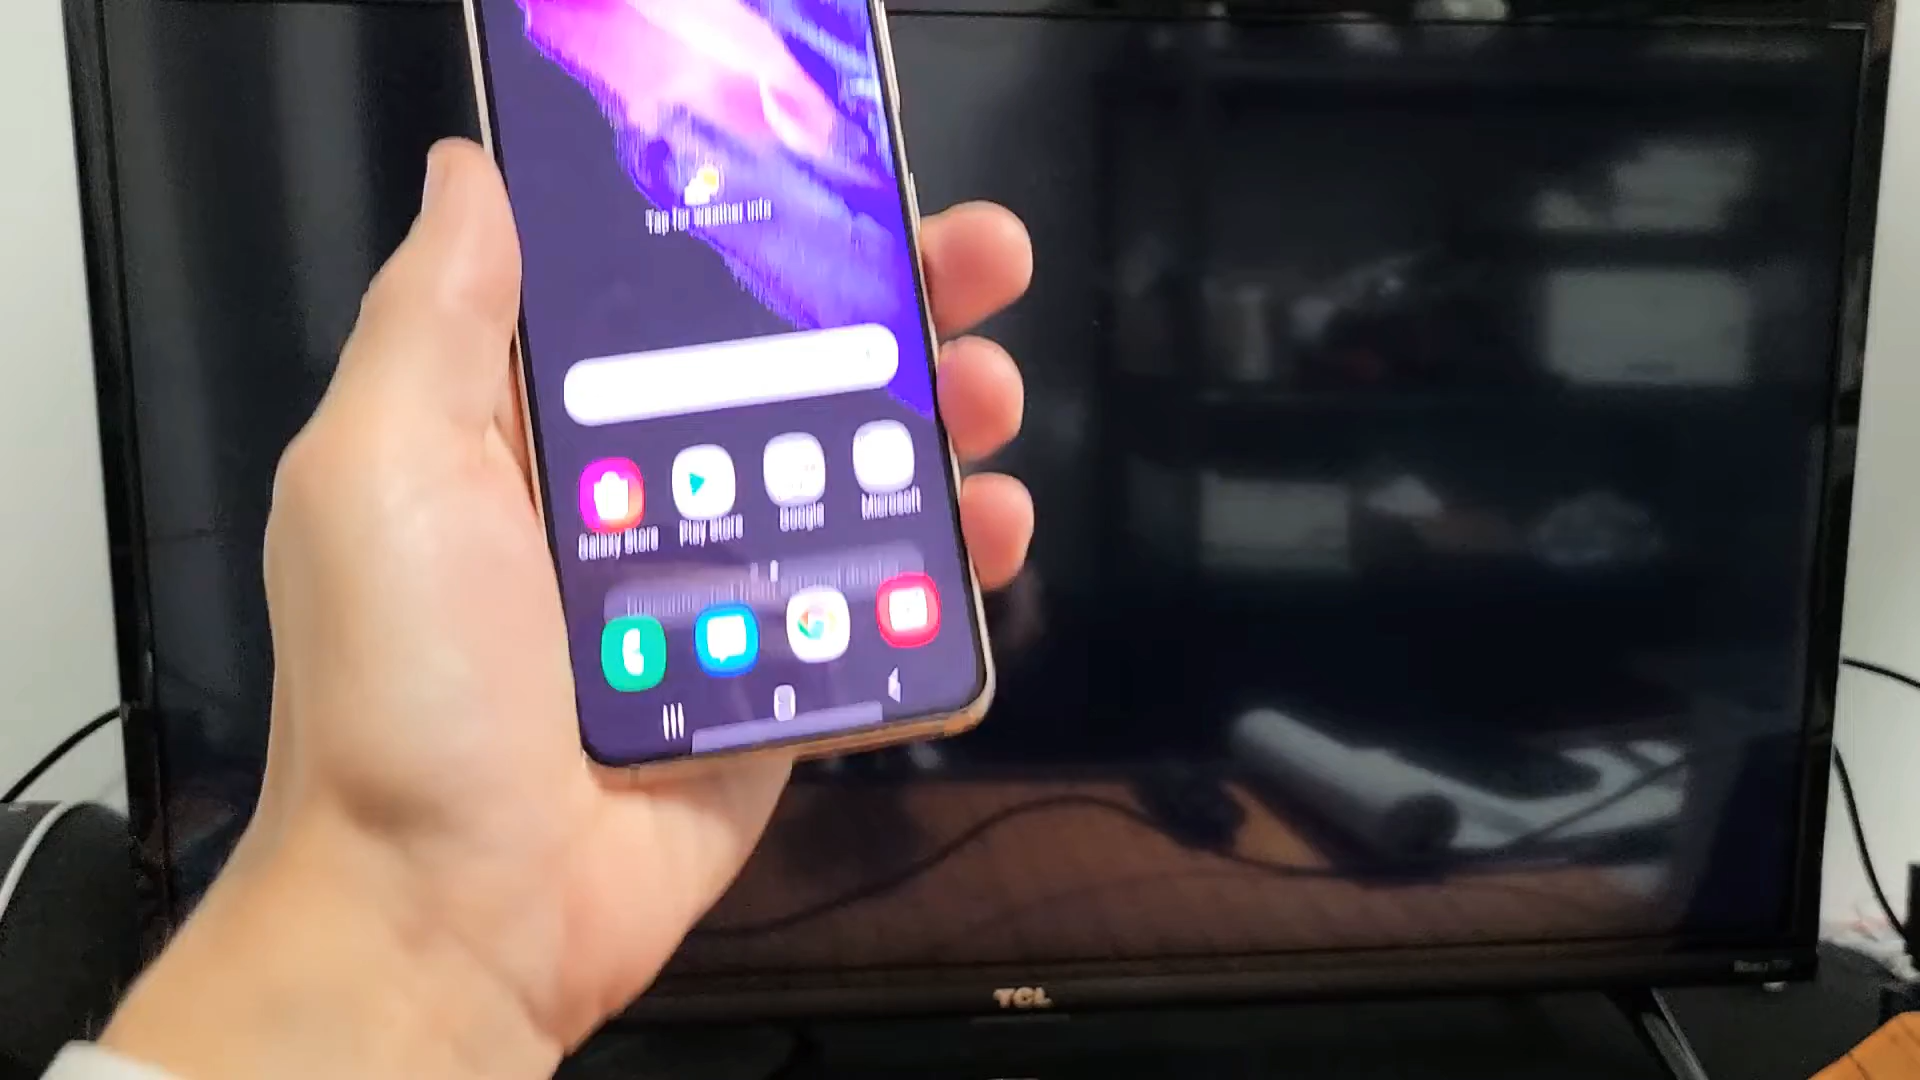 Tap for weather info
Galaxy Store
Play Store
Google
Microsoft
TCL